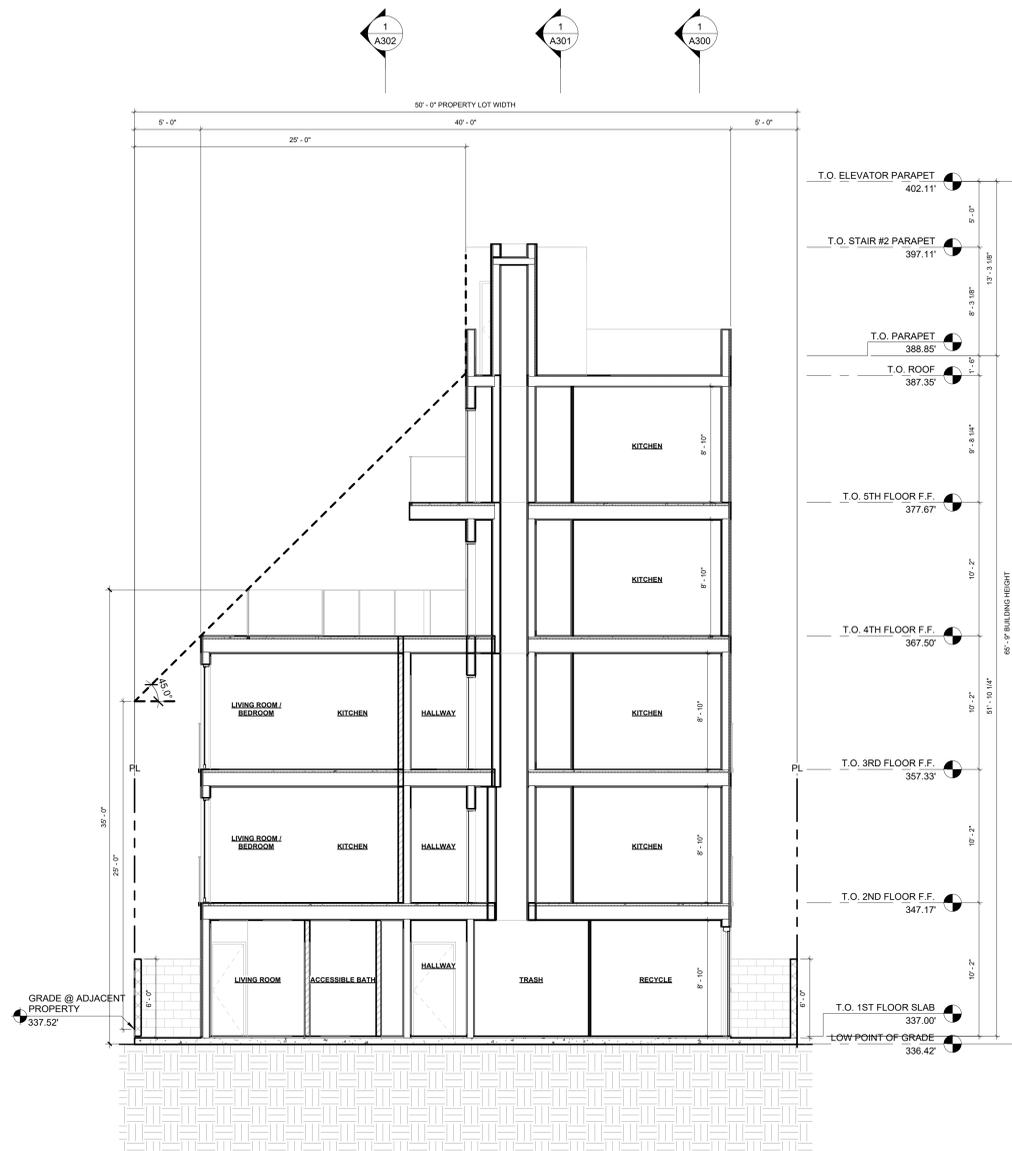 1
A302
1
A301
1
A300
50' - 0" PROPERTY LOT WIDTH
5' - 0"
40' - 0"
5' - 0"
25' - 0"
T.O. ELEVATOR PARAPET
402.11'
5' - 0"
T.O. STAIR #2 PARAPET
397.11'
13' - 3 1/8"
8' - 3 1/8"
T.O. PARAPET
388.85'
1' - 6"
T.O. ROOF
387.35'
KITCHEN
8' - 10"
9' - 8 1/4"
T.O. 5TH FLOOR F.F.
377.67'
KITCHEN
8' - 10"
10' - 2"
65' - 9" BUILDING HEIGHT
T.O. 4TH FLOOR F.F.
367.50'
45.0°
LIVING ROOM /
BEDROOM
KITCHEN
HALLWAY
KITCHEN
8' - 10"
10' - 2"
51' - 10 1/4"
PL
PL
T.O. 3RD FLOOR F.F.
357.33'
35' - 0"
25' - 0"
LIVING ROOM /
BEDROOM
KITCHEN
HALLWAY
KITCHEN
8' - 10"
10' - 2"
T.O. 2ND FLOOR F.F.
347.17'
HALLWAY
LIVING ROOM
ACCESSIBLE BATH
TRASH
RECYCLE
8' - 10"
10' - 2"
6' - 0"
6' - 0"
GRADE @ ADJACENT
PROPERTY
337.52'
T.O. 1ST FLOOR SLAB
337.00'
LOW POINT OF GRADE
336.42'